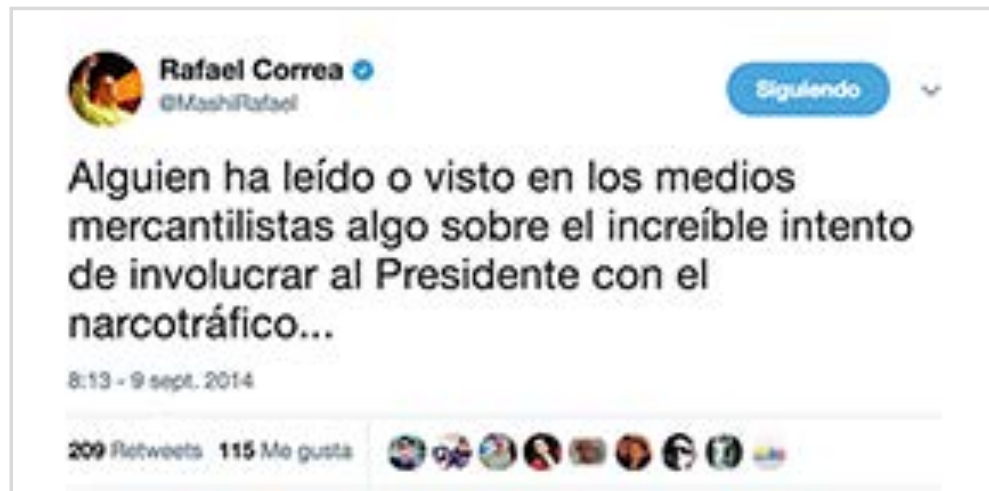 Rafael Correa
@MashiRafael
Siguiendo
Alguien ha leído o visto en los medios
mercantilistas algo sobre el increíble intento
de involucrar al Presidente con el
narcotráfico...
8:13 - 9 sept. 2014
209 Retweets 115 Me gusta